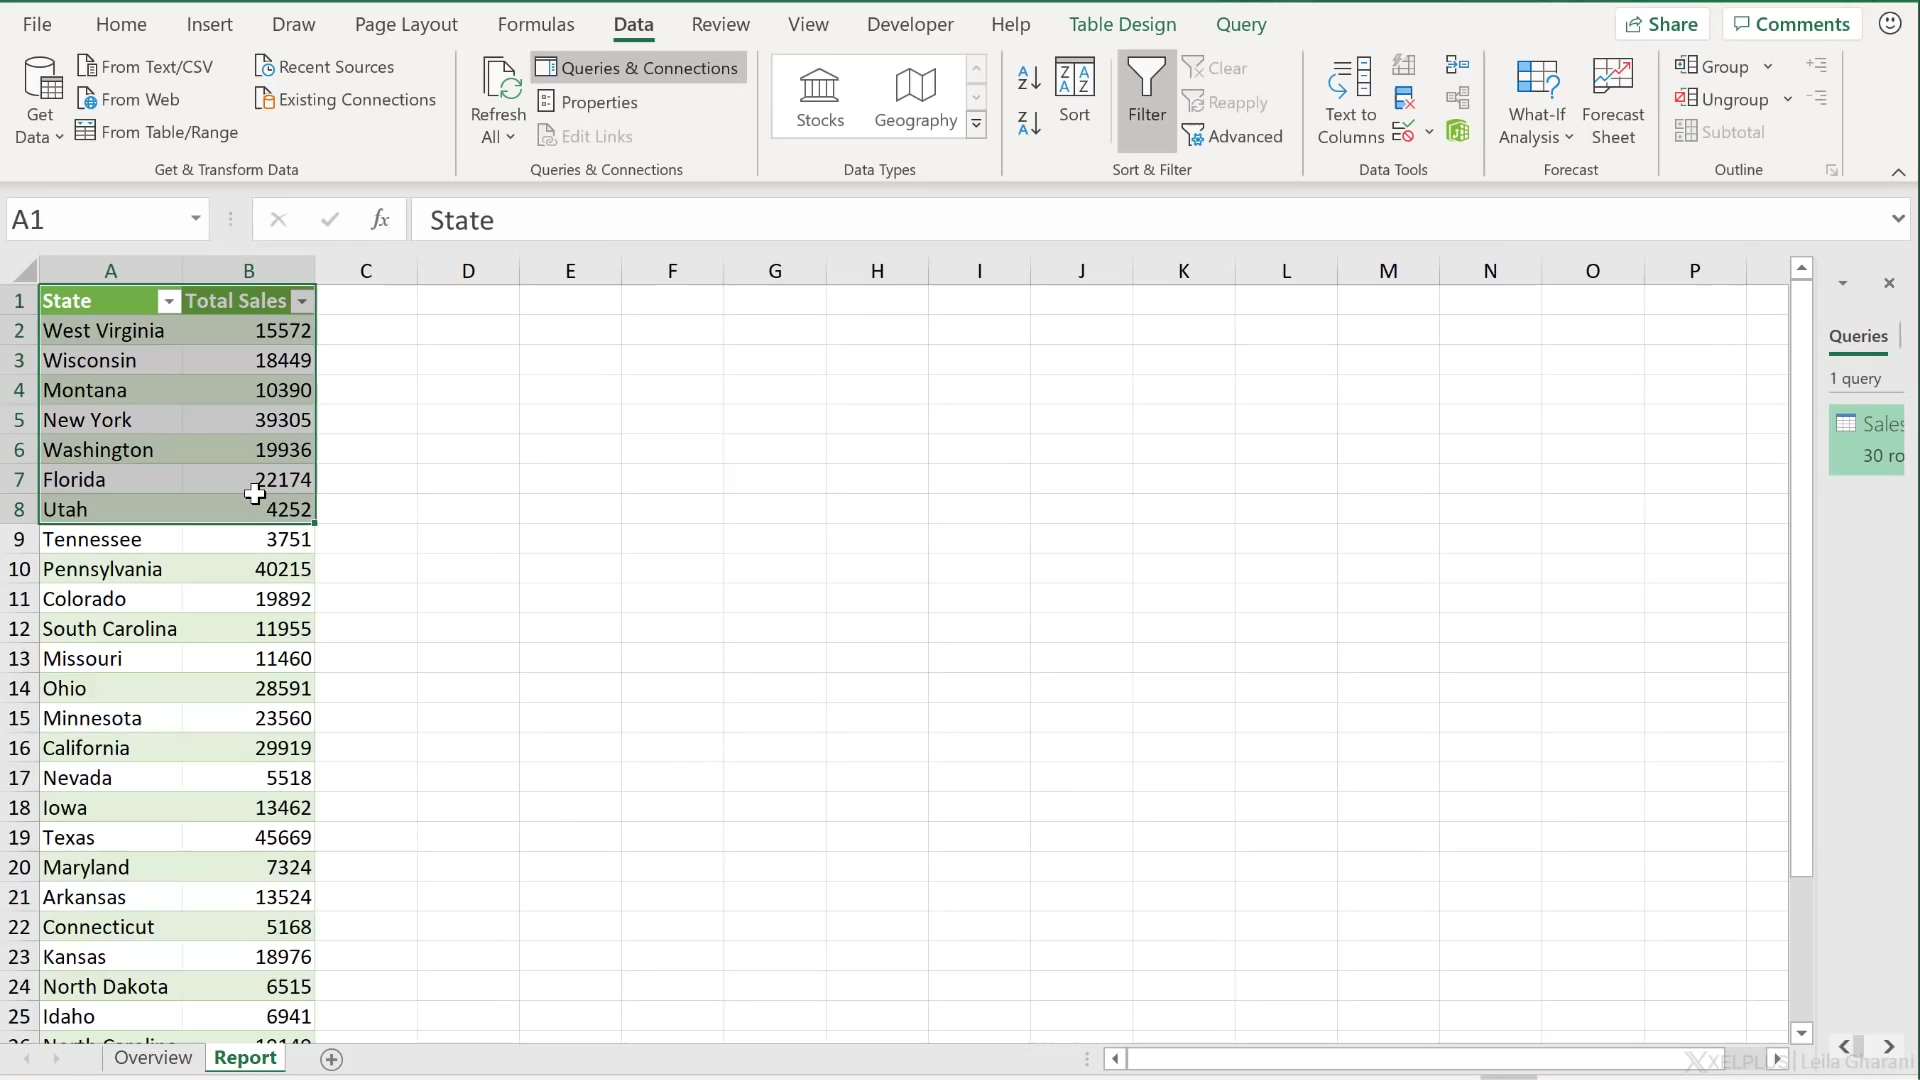 File Home Insert Draw Page Layout Formulas Data Review View Developer Help Table Design Query Share Comments
Get Data
From Text/CSV
From Web
From Table/Range
Recent Sources
Existing Connections
Get & Transform Data
Refresh All
Queries & Connections
Properties
Edit Links
Queries & Connections
Stocks
Geography
Data Types
Sort
Filter
Clear
Reapply
Advanced
Sort & Filter
Text to Columns
Data Tools
What-If Analysis
Forecast Sheet
Forecast
Group
Ungroup
Subtotal
Outline
A1 fx State
A B C D E F G H I J K L M N O P
1 State Total Sales
2 West Virginia 15572
3 Wisconsin 18449
4 Montana 10390
5 New York 39305
6 Washington 19936
7 Florida 22174
8 Utah 4252
9 Tennessee 3751
10 Pennsylvania 40215
11 Colorado 19892
12 South Carolina 11955
13 Missouri 11460
14 Ohio 28591
15 Minnesota 23560
16 California 29919
17 Nevada 5518
18 Iowa 13462
19 Texas 45669
20 Maryland 7324
21 Arkansas 13524
22 Connecticut 5168
23 Kansas 18976
24 North Dakota 6515
25 Idaho 6941
Queries
1 query
Sales
30 ro
Overview Report
XELPLUS | Leila Gharani